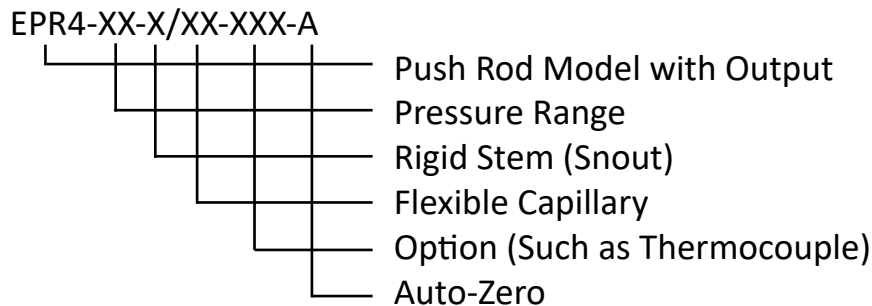 EPR4-XX-X/XX-XXX-A
Push Rod Model with Output
Pressure Range
Rigid Stem (Snout)
Flexible Capillary
Option (Such as Thermocouple)
Auto-Zero